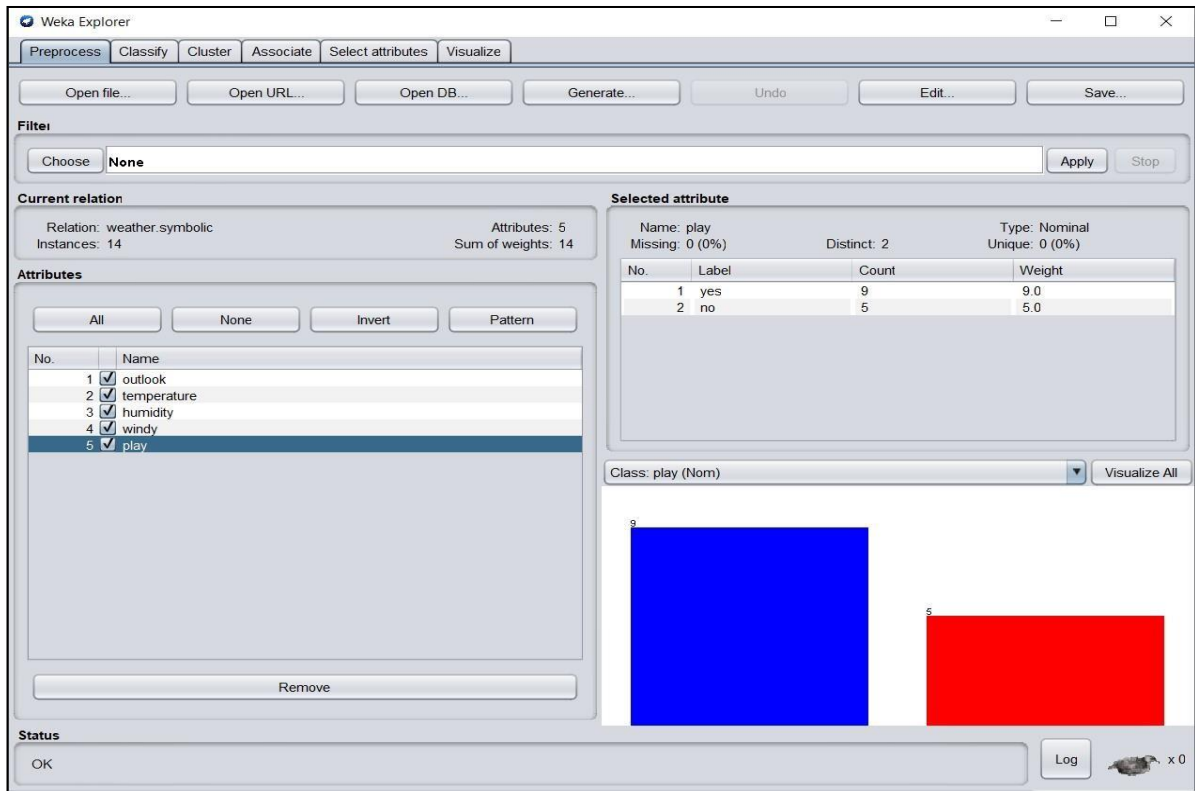 Weka Explorer
Preprocess Classify Cluster Associate Select attributes Visualize
Open file... Open URL... Open DB... Generate... Undo Edit... Save...
Filter
Choose None Apply Stop
Current relation
Relation: weather.symbolic Attributes: 5
Instances: 14 Sum of weights: 14
Attributes
All None Invert Pattern
No. Name
1 outlook
2 temperature
3 humidity
4 windy
5 play
Remove
Selected attribute
Name: play Type: Nominal
Missing: 0 (0%) Distinct: 2 Unique: 0 (0%)
No. Label Count Weight
1 yes 9 9.0
2 no 5 5.0
Class: play (Nom) Visualize All
9
5
Status
OK
Log x 0